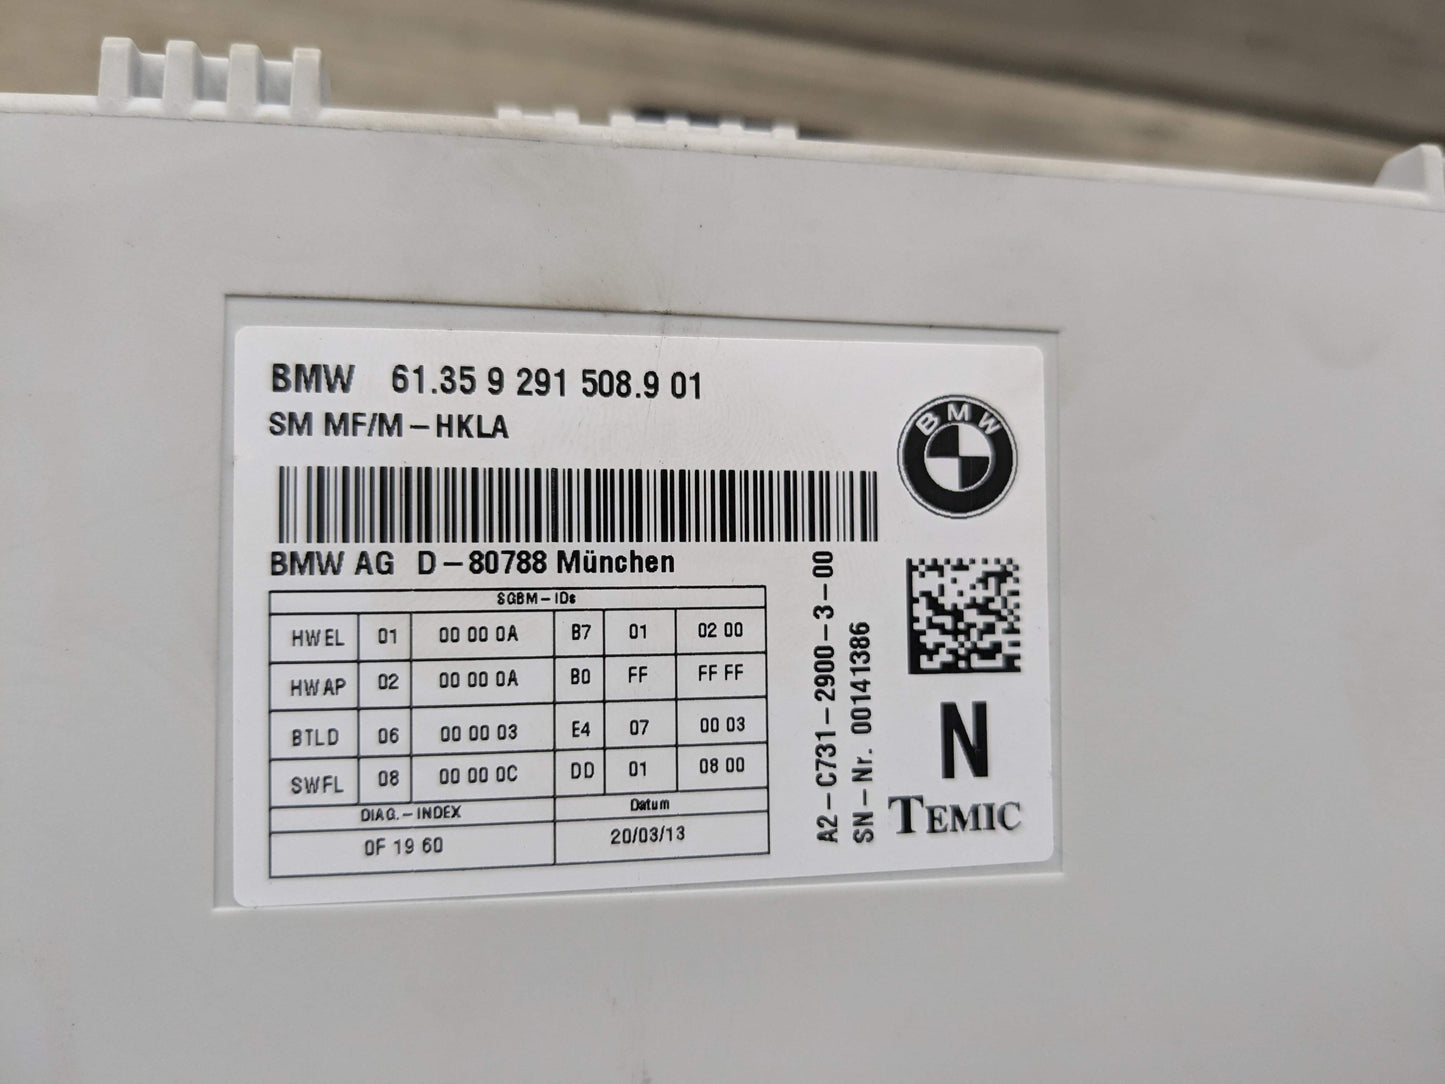 BMW 61.35 9 291 508.9 01
SM MF/M-HKLA
BMW
BMW AG D-80788 München
SGBM-IDs
HWEL 01 00 00 0A B7 01 02 00
HWAP 02 00 00 0A B0 FF FF FF
BTLD 06 00 00 03 E4 07 00 03
SWFL 08 00 00 0C DD 01 08 00
DIAG.-INDEX Datum
0F 19 60 20/03/13
A2-C731-2900-3-00
SN-Nr. 00141386
N
TEMIC